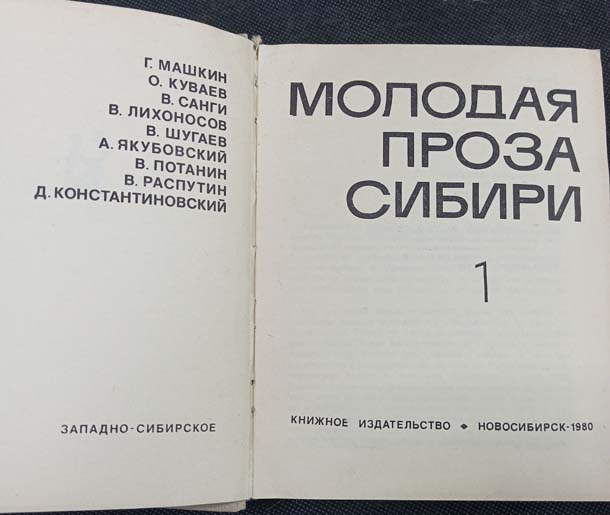 Г. МАШКИН
О. КУВАЕВ
В. САНГИ
В. ЛИХОНОСОВ
В. ШУГАЕВ
А. ЯКУБОВСКИЙ
В. ПОТАНИН
В. РАСПУТИН
Д. КОНСТАНТИНОВСКИЙ
ЗАПАДНО-СИБИРСКОЕ
МОЛОДАЯ
ПРОЗА
СИБИРИ
1
КНИЖНОЕ ИЗДАТЕЛЬСТВО ◆ НОВОСИБИРСК-1980